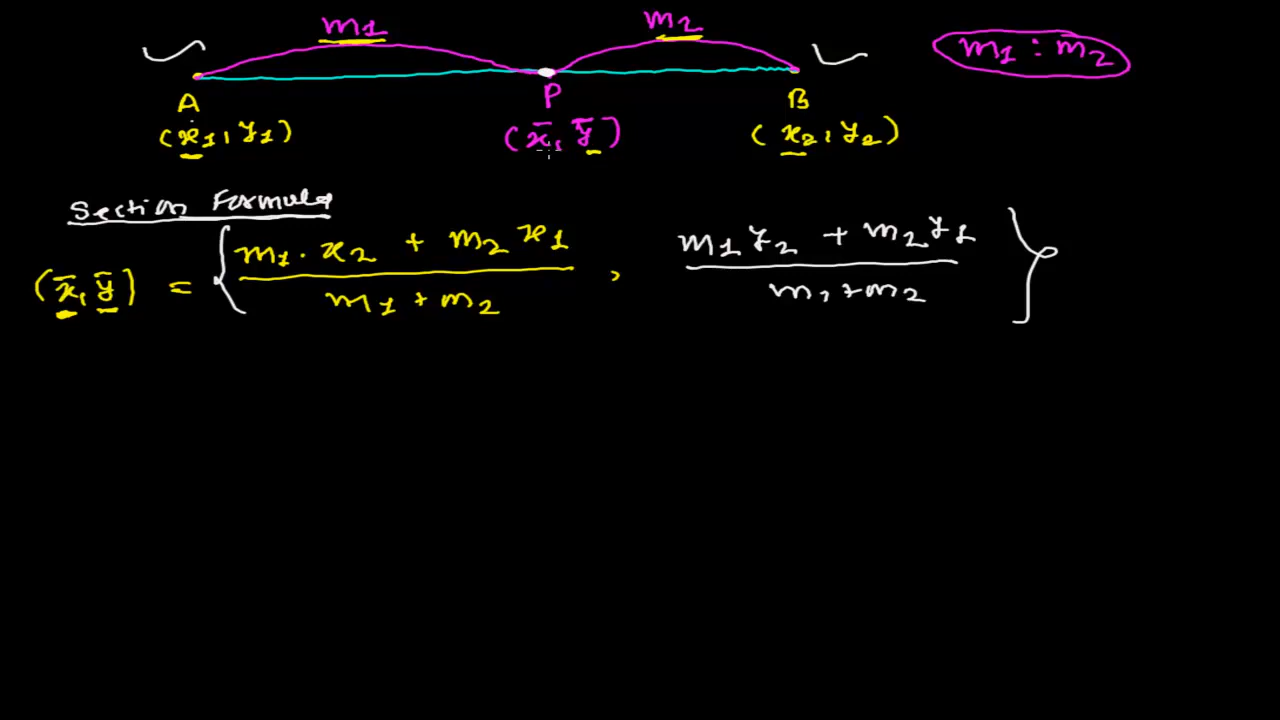 m1 m2 m1 : m2
A P B
(x1, y1) (x̄, ȳ) (x2, y2)
Section Formula
(x̄, ȳ) = { m1 · x2 + m2 x1 / m1 + m2 , m1 y2 + m2 y1 / m1 + m2 }